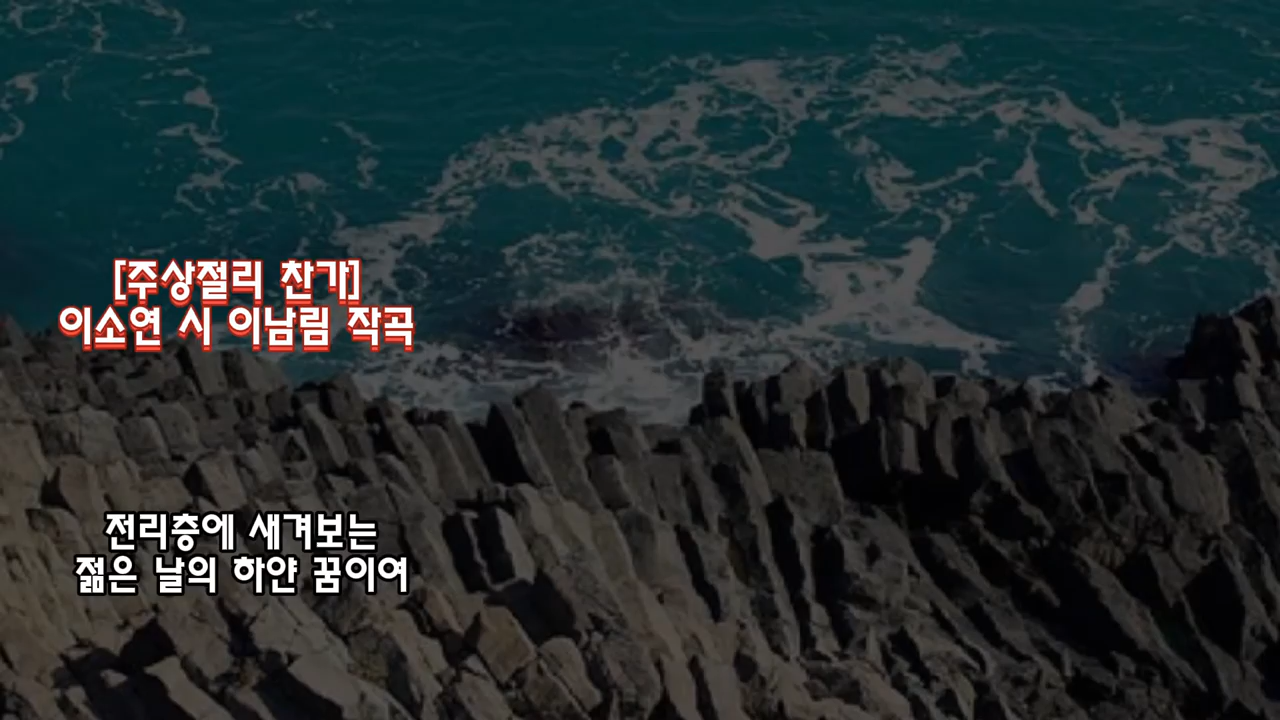 [주상절리 찬가]
이소연 시 이남림 작곡
전리층에 새겨보는
젊은 날의 하얀 꿈이여